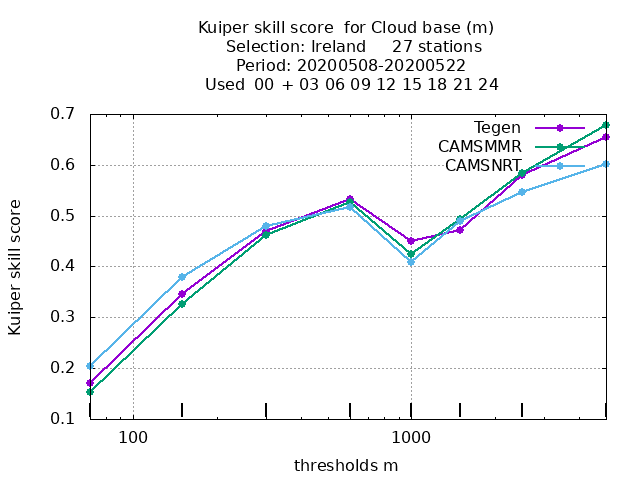 Kuiper skill score  for Cloud base (m)
Selection: Ireland     27 stations
Period: 20200508-20200522
Used  00 + 03 06 09 12 15 18 21 24
Tegen
CAMSMMR
CAMSNRT
Kuiper skill score
0.7
0.6
0.5
0.4
0.3
0.2
0.1
100
1000
thresholds m